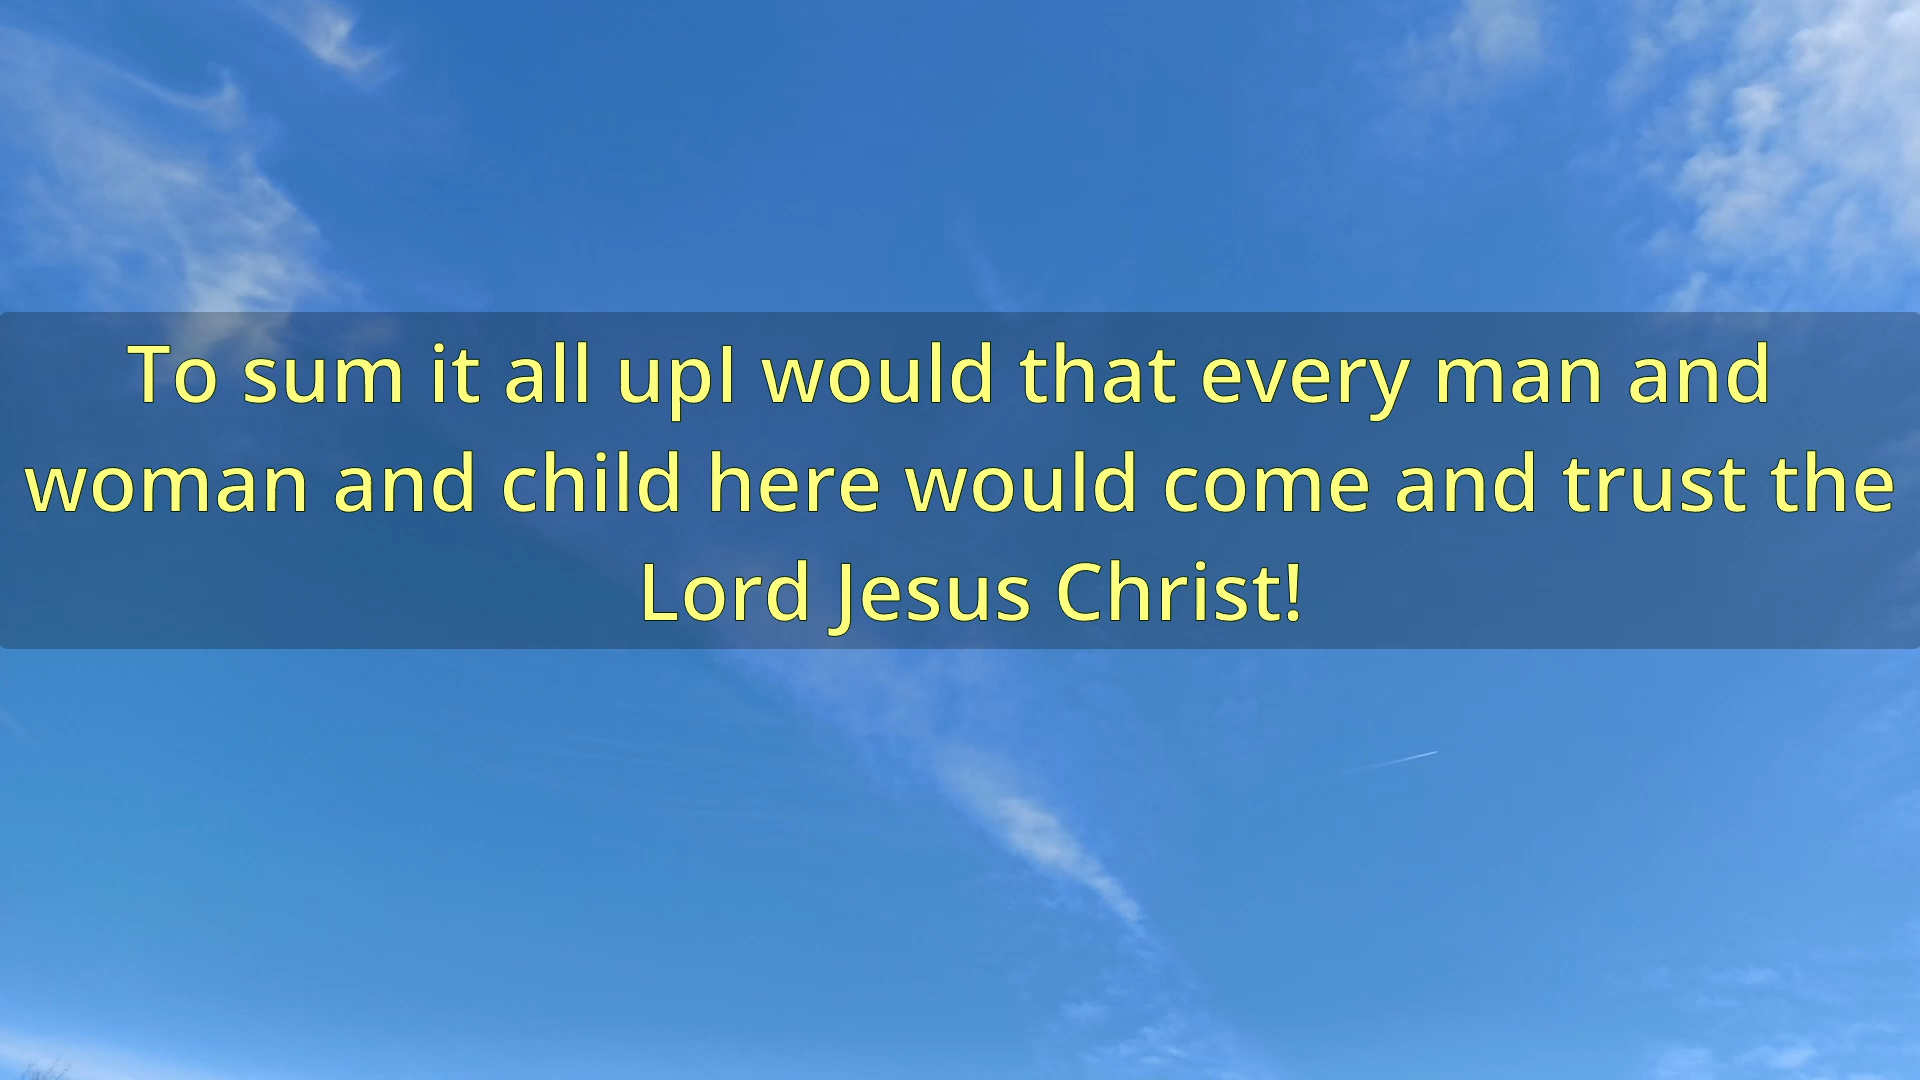 To sum it all upI would that every man and
woman and child here would come and trust the
Lord Jesus Christ!